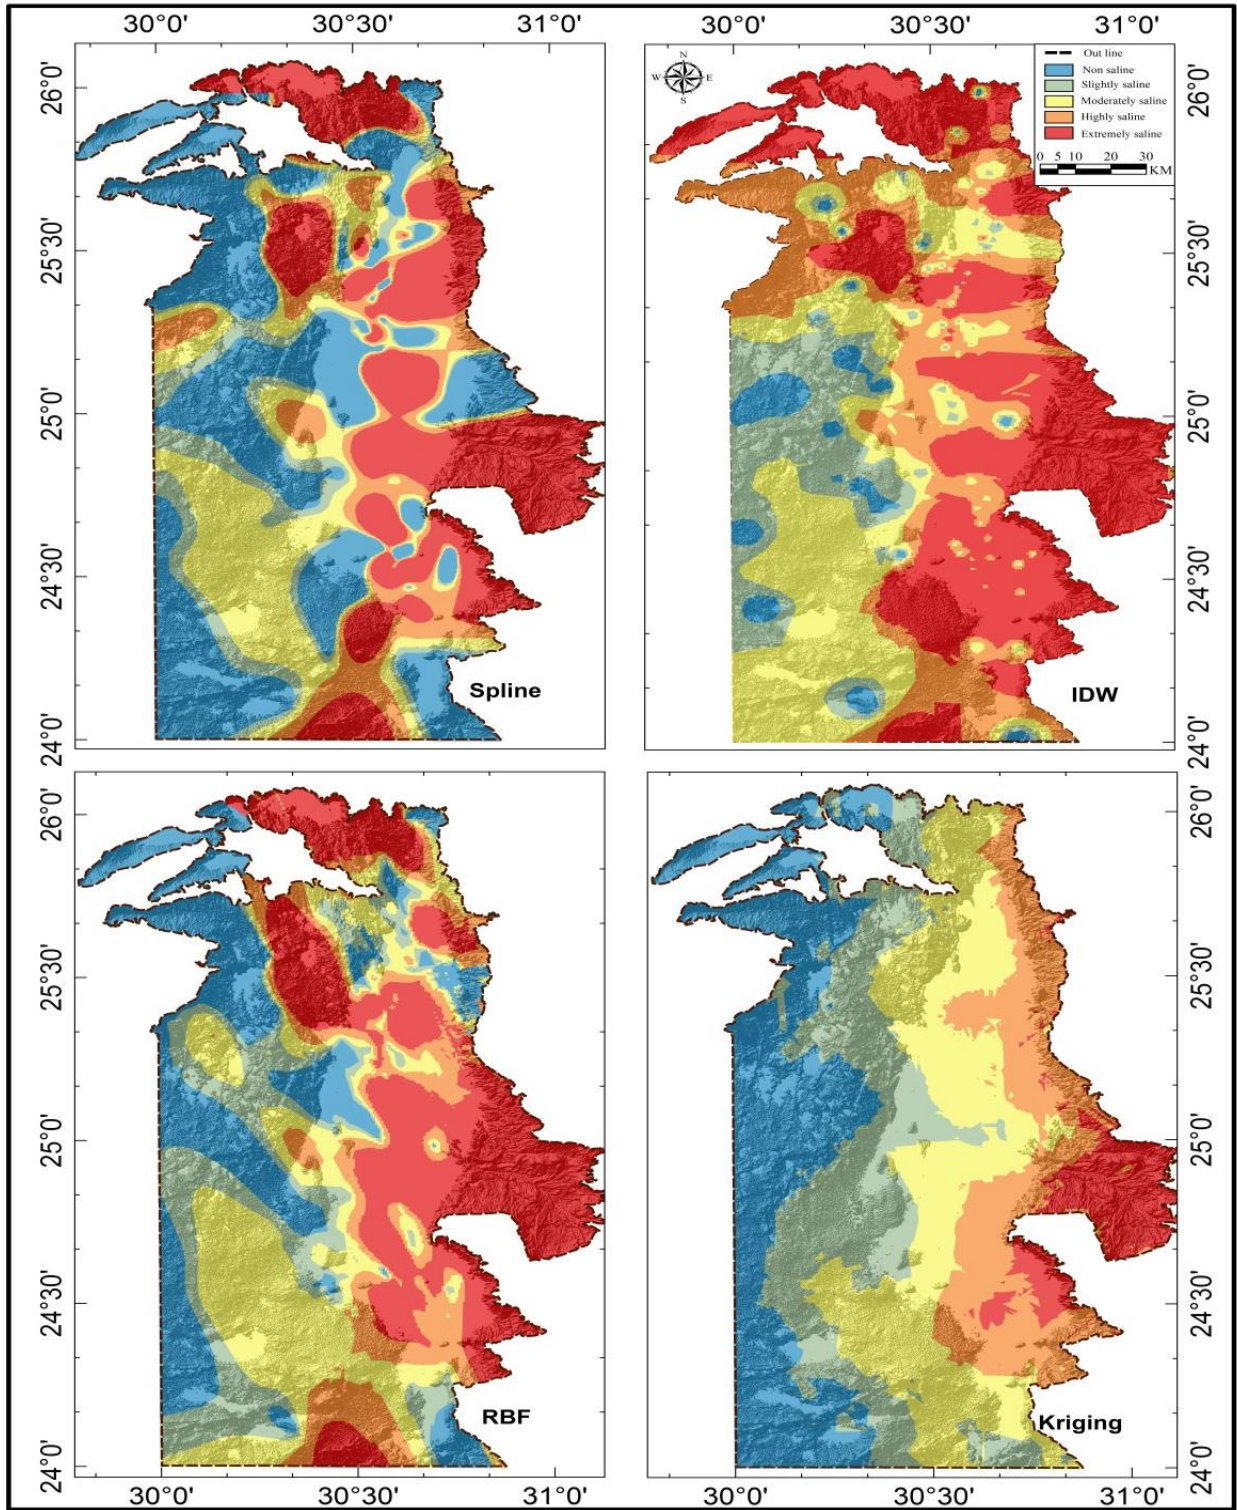 30°0' 30°30' 31°0' 30°0' 30°30' 31°0'
26°0'
25°30'
25°0'
24°30'
24°0'
Spline
N
W E
S
Out line
Non saline
Slightly saline
Moderately saline
Highly saline
Extremely saline
0 5 10 20 30
KM
26°0'
25°30'
25°0'
24°30'
24°0'
IDW
26°0'
25°30'
25°0'
24°30'
24°0'
RBF
26°0'
25°30'
25°0'
24°30'
24°0'
Kriging
30°0' 30°30' 31°0' 30°0' 30°30' 31°0'